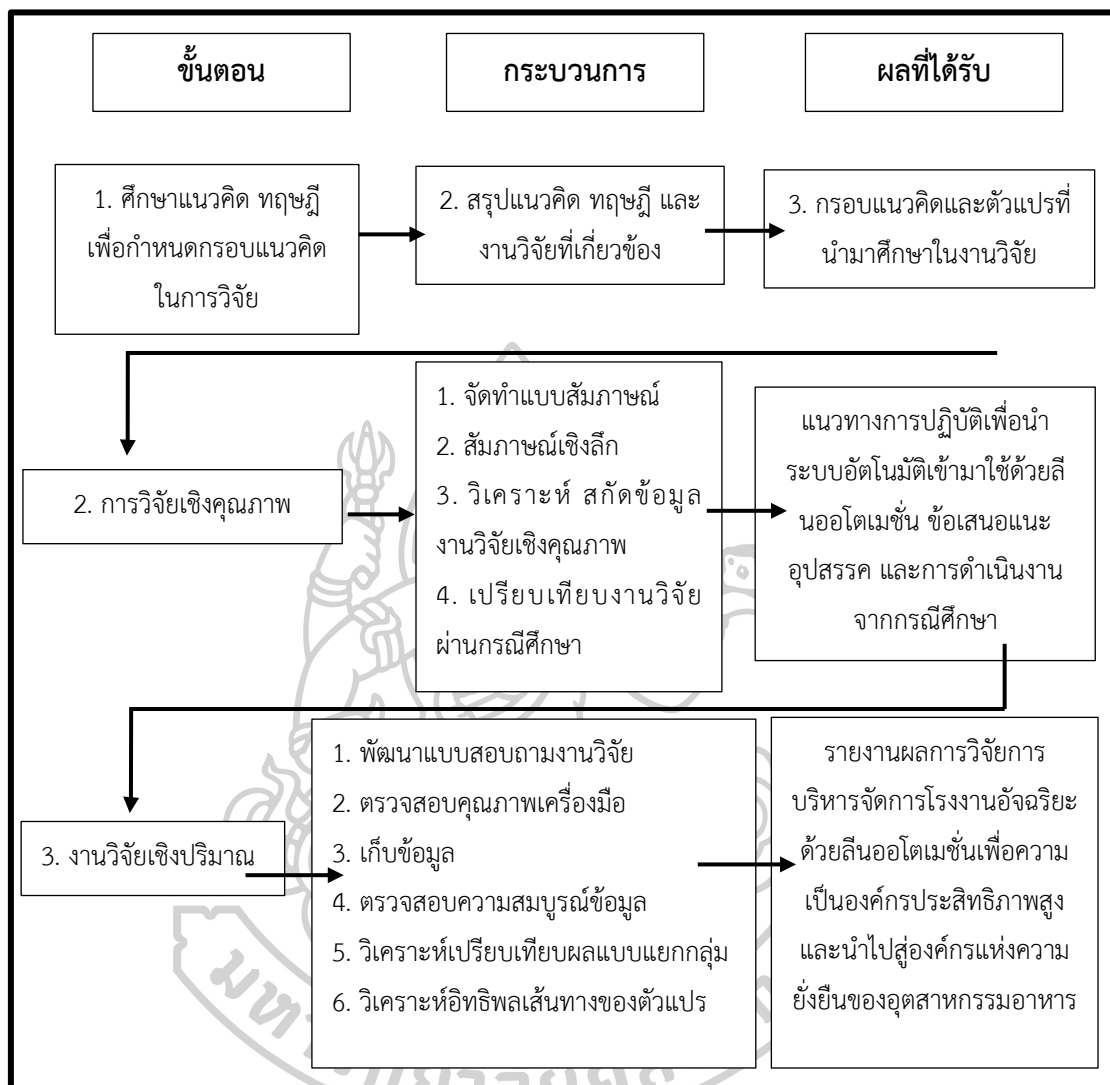 ขั้นตอน
กระบวนการ
ผลที่ได้รับ
1. ศึกษาแนวคิด ทฤษฎี
เพื่อกำหนดกรอบแนวคิด
ในการวิจัย
2. สรุปแนวคิด ทฤษฎี และ
งานวิจัยที่เกี่ยวข้อง
3. กรอบแนวคิดและตัวแปรที่
นำมาศึกษาในงานวิจัย
2. การวิจัยเชิงคุณภาพ
1. จัดทำแบบสัมภาษณ์
2. สัมภาษณ์เชิงลึก
3. วิเคราะห์ สกัดข้อมูล
งานวิจัยเชิงคุณภาพ
4. เปรียบเทียบงานวิจัย
ผ่านกรณีศึกษา
แนวทางการปฏิบัติเพื่อนำ
ระบบอัตโนมัติเข้ามาใช้ด้วยลี
นออโตเมชั่น ข้อเสนอแนะ
อุปสรรค และการดำเนินงาน
จากกรณีศึกษา
3. งานวิจัยเชิงปริมาณ
1. พัฒนาแบบสอบถามงานวิจัย
2. ตรวจสอบคุณภาพเครื่องมือ
3. เก็บข้อมูล
4. ตรวจสอบความสมบูรณ์ข้อมูล
5. วิเคราะห์เปรียบเทียบผลแบบแยกกลุ่ม
6. วิเคราะห์อิทธิพลเส้นทางของตัวแปร
รายงานผลการวิจัยการ
บริหารจัดการโรงงานอัจฉริยะ
ด้วยลีนออโตเมชั่นเพื่อความ
เป็นองค์กรประสิทธิภาพสูง
และนำไปสู่องค์กรแห่งความ
ยั่งยืนของอุตสาหกรรมอาหาร